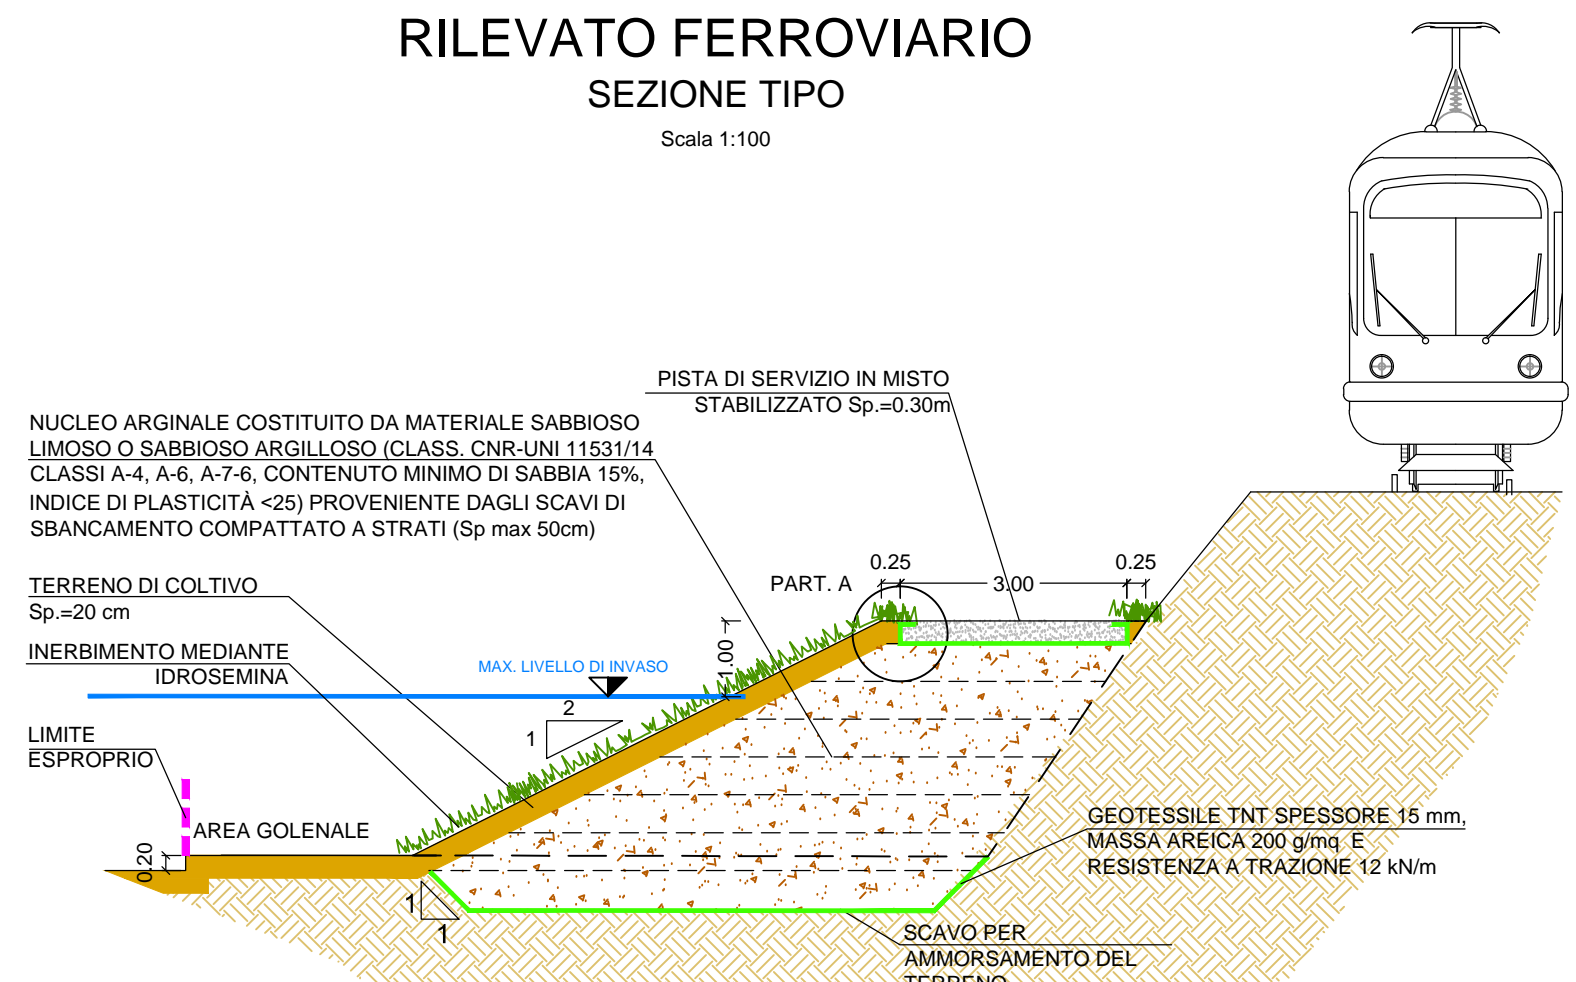 RILEVATO FERROVIARIO
SEZIONE TIPO
Scala 1:100
PISTA DI SERVIZIO IN MISTO
STABILIZZATO Sp.=0.30m
NUCLEO ARGINALE COSTITUITO DA MATERIALE SABBIOSO
LIMOSO O SABBIOSO ARGILLOSO (CLASS. CNR-UNI 11531/14
CLASSI A-4, A-6, A-7-6, CONTENUTO MINIMO DI SABBIA 15%,
INDICE DI PLASTICITÀ <25) PROVENIENTE DAGLI SCAVI DI
SBANCAMENTO COMPATTATO A STRATI (Sp max 50cm)
0.25
0.25
PART. A
3.00
TERRENO DI COLTIVO
Sp.=20 cm
INERBIMENTO MEDIANTE
IDROSEMINA
MAX. LIVELLO DI INVASO
1.00
2
1
LIMITE
ESPROPRIO
AREA GOLENALE
0.20
GEOTESSILE TNT SPESSORE 15 mm,
MASSA AREICA 200 g/mq E
RESISTENZA A TRAZIONE 12 kN/m
1
1
SCAVO PER
AMMORSAMENTO DEL
TERRENO